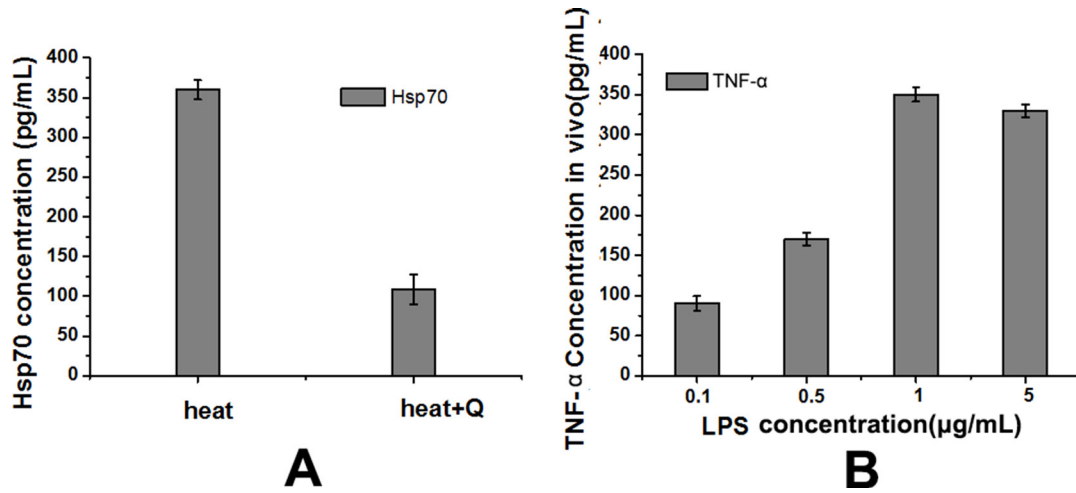 Hsp70 concentration (pg/mL)
400
350
300
250
200
150
100
50
0
Hsp70
heat
heat+Q
A
TNF-α Concentration in vivo(pg/mL)
400
350
300
250
200
150
100
50
0
TNF-α
0.1
0.5
1
5
LPS concentration(μg/mL)
B